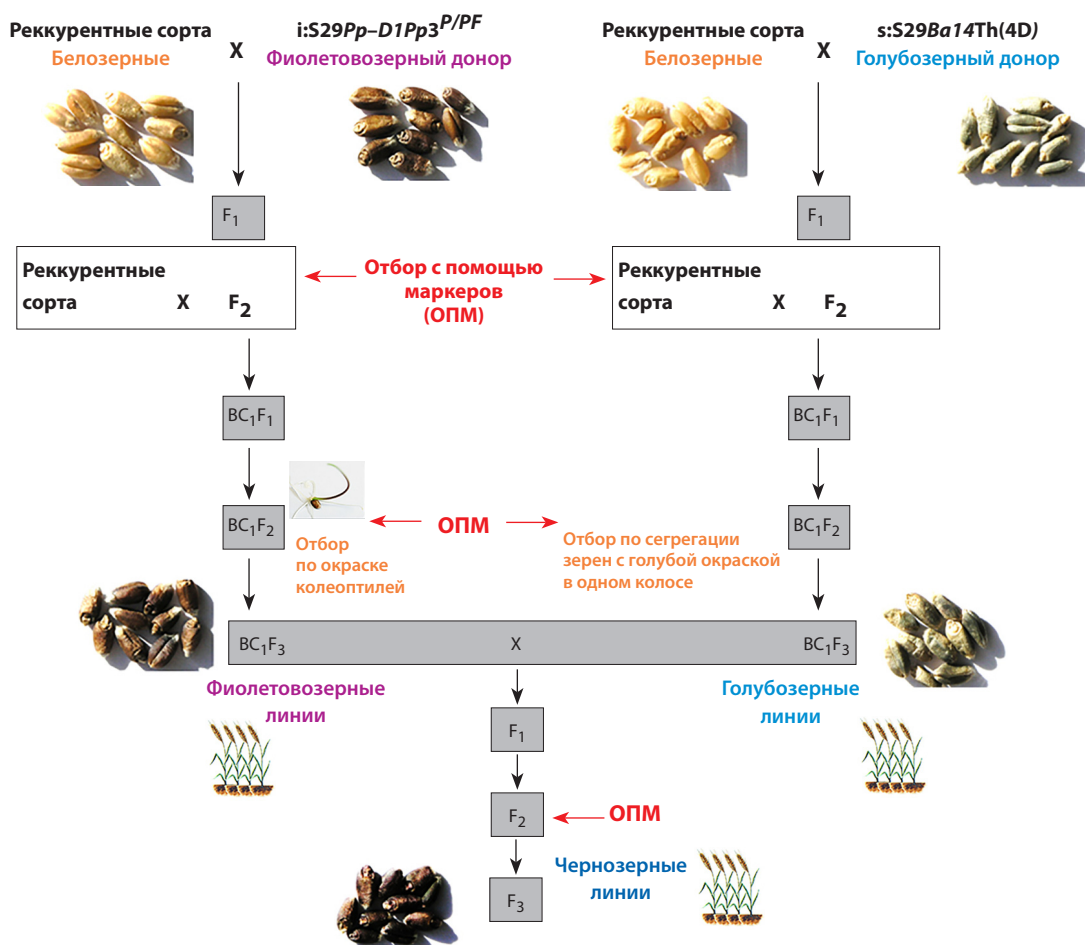 Реккурентные сорта
Белозерные
X
i:S29Pp–D1Pp3^P/PF
Фиолетовозерный донор
Реккурентные сорта
Белозерные
X
s:S29Ba14Th(4D)
Голубозерный донор
F1
F1
Реккурентные
сорта X F2
Отбор с помощью
маркеров
(ОПМ)
Реккурентные
сорта X F2
BC1F1
BC1F1
BC1F2
Отбор
по окраске
колеоптилей
ОПМ
Отбор по сегрегации
зерен с голубой окраской
в одном колосе
BC1F2
BC1F3 X BC1F3
Фиолетовозерные
линии
Голубозерные
линии
F1
F2
ОПМ
Чернозерные
линии
F3